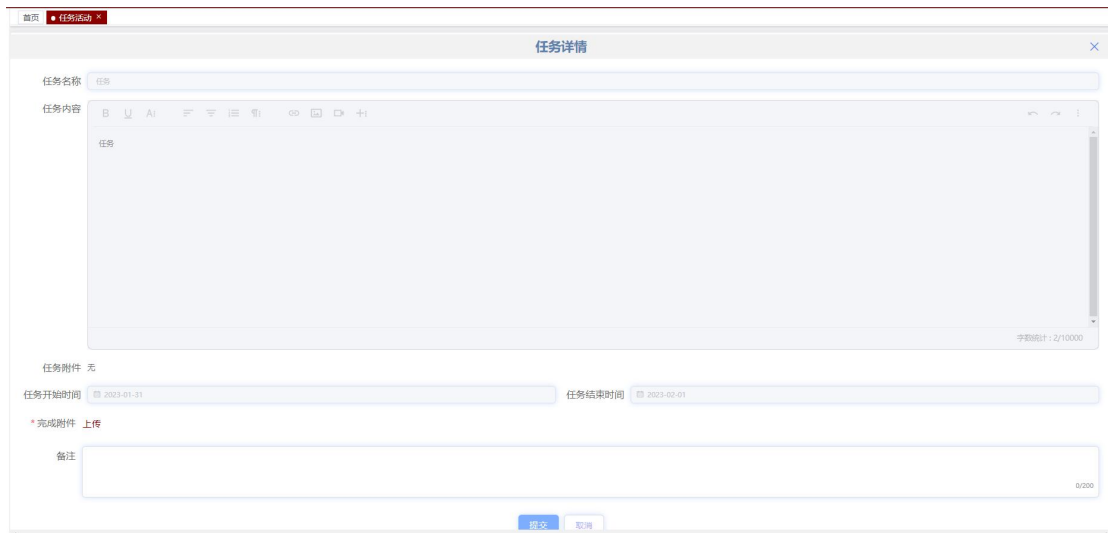 首页 ● 任务活动 ×
任务详情 ×
任务名称 任务
任务内容 B U A
任务
字数统计：2/10000
任务附件 无
任务开始时间 2023-01-31 任务结束时间 2023-02-01
* 完成附件 上传
备注
0/200
提交 取消